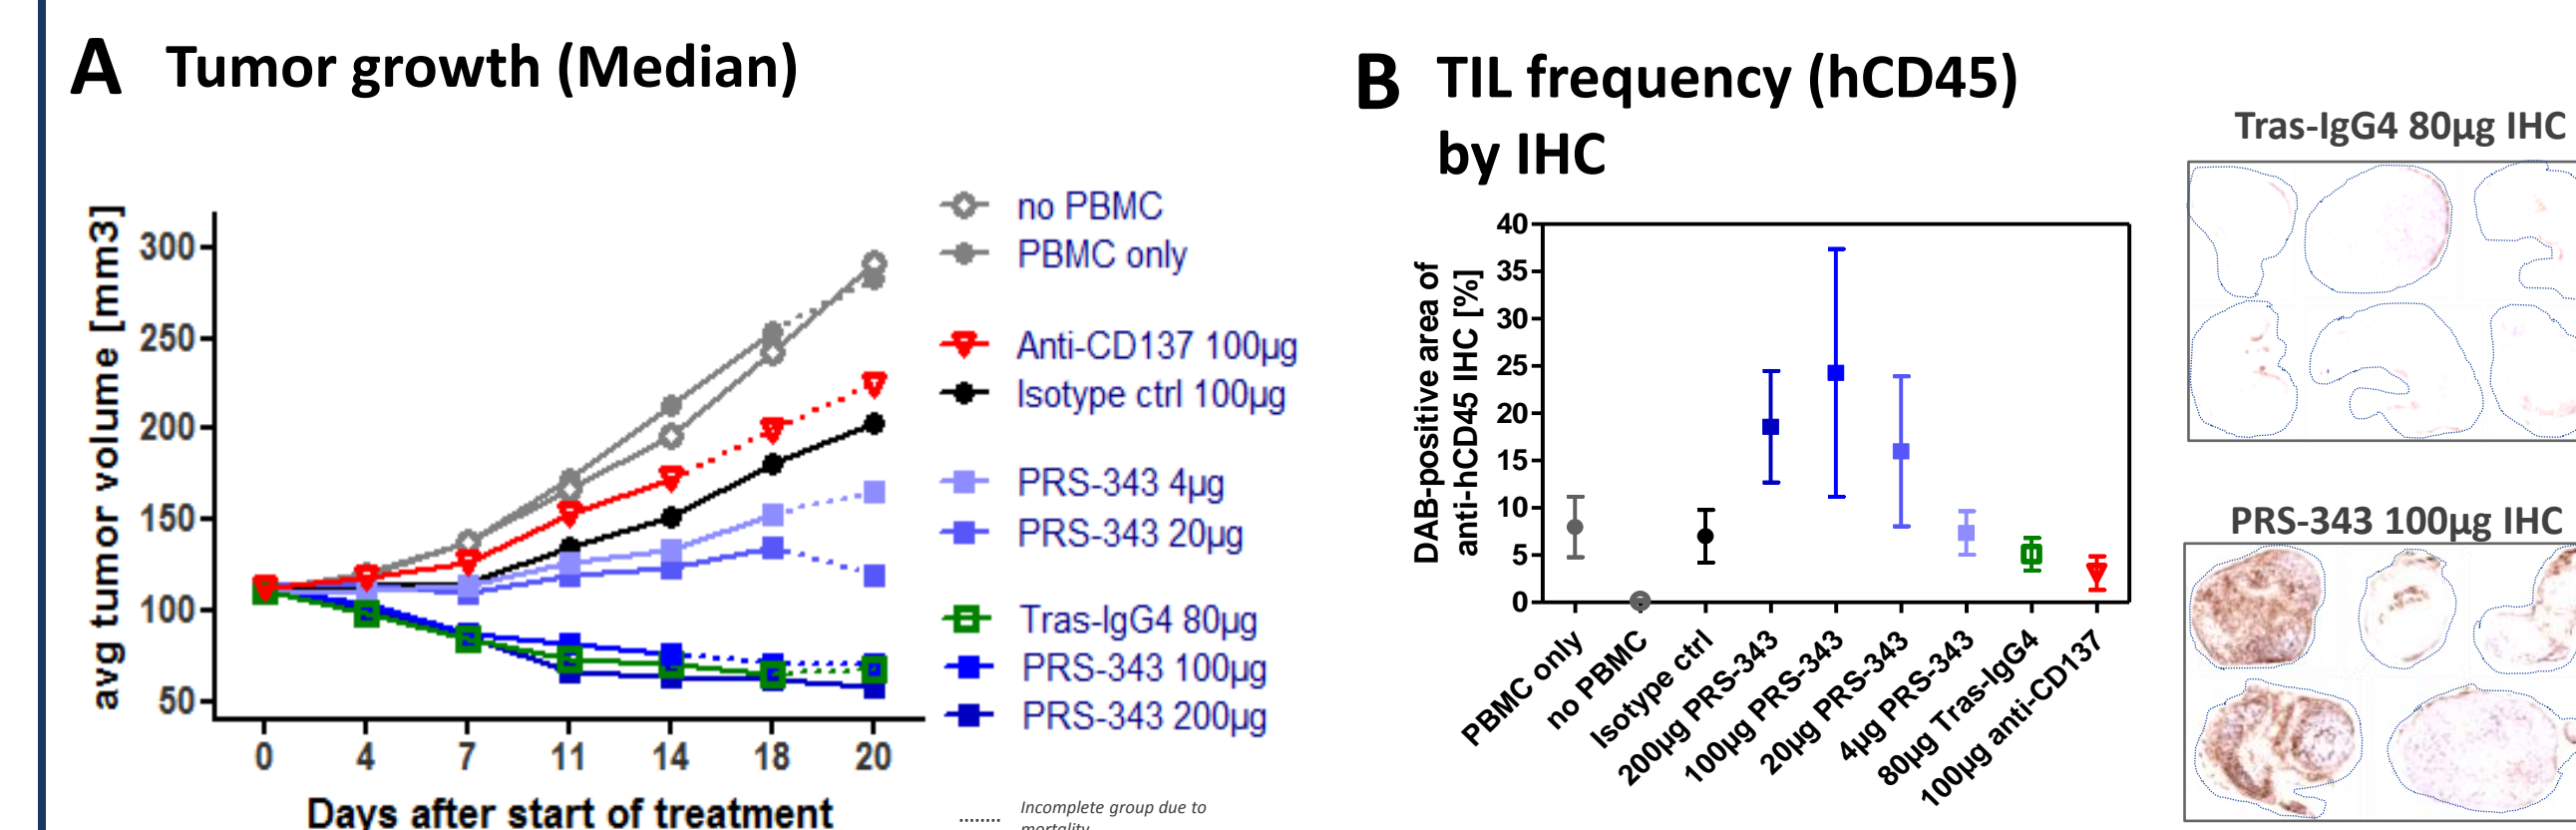 A Tumor growth (Median)
avg tumor volume [mm3]
300
250
200
150
100
50
0 4 7 11 14 18 20
Days after start of treatment
no PBMC
PBMC only
Anti-CD137 100µg
Isotype ctrl 100µg
PRS-343 4µg
PRS-343 20µg
Tras-IgG4 80µg
PRS-343 100µg
PRS-343 200µg
Incomplete group due to
mortality
B TIL frequency (hCD45)
by IHC
DAB-positive area of
anti-hCD45 IHC [%]
40
35
30
25
20
15
10
5
0
PBMC only
no PBMC
Isotype ctrl
200µg PRS-343
100µg PRS-343
20µg PRS-343
4µg PRS-343
80µg Tras-IgG4
100µg anti-CD137
Tras-IgG4 80µg IHC
PRS-343 100µg IHC